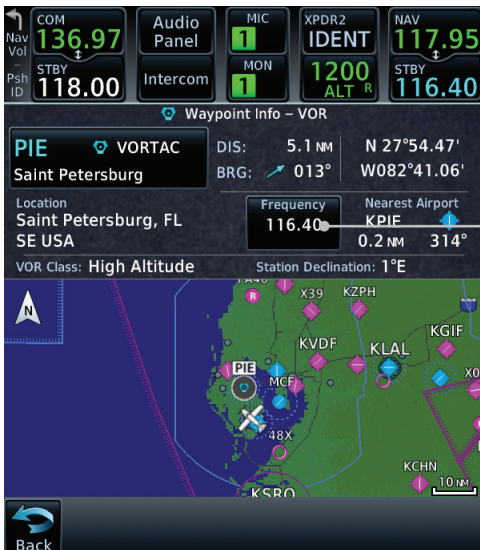 Nav Vol – Psh ID
COM 136.97
STBY 118.00
Audio Panel
Intercom
MIC 1
MON 1
XPDR2 IDENT
1200 ALT R
NAV 117.95
STBY 116.40
Waypoint Info – VOR
PIE VORTAC
Saint Petersburg
DIS: 5.1 NM
BRG: 013°
N 27°54.47'
W082°41.06'
Location
Saint Petersburg, FL
SE USA
Frequency
116.40
Nearest Airport
KPIF
0.2 NM 314°
VOR Class: High Altitude
Station Declination: 1°E
N
R
X39
KZPH
KVDF
KLAL
KGIF
PIE
MCF
48X
KCHN
KSRQ
10 NM
Back